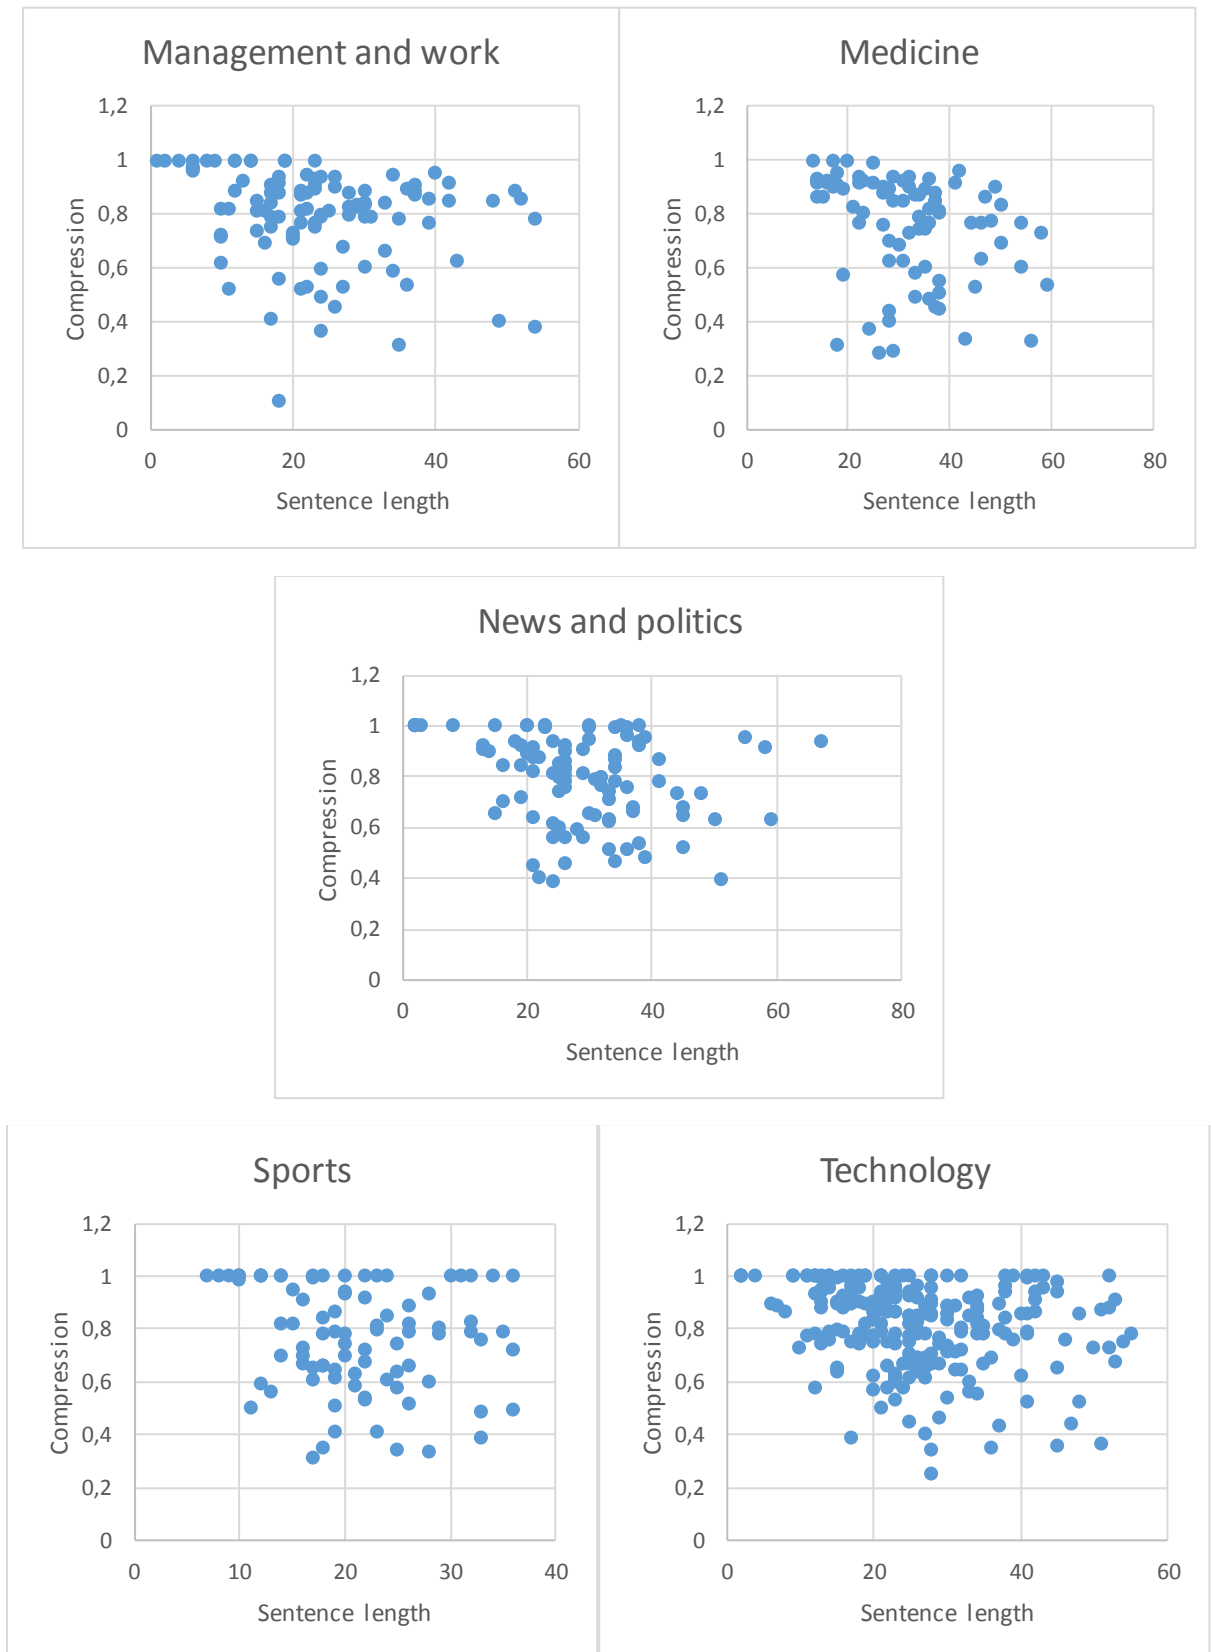 Management and work
1,2
1
0,8
0,6
0,4
0,2
0
0 20 40 60
Compression
Sentence length
Medicine
1,2
1
0,8
0,6
0,4
0,2
0
0 20 40 60 80
Compression
Sentence length
News and politics
1,2
1
0,8
0,6
0,4
0,2
0
0 20 40 60 80
Compression
Sentence length
Sports
1,2
1
0,8
0,6
0,4
0,2
0
0 10 20 30 40
Compression
Sentence length
Technology
1,2
1
0,8
0,6
0,4
0,2
0
0 20 40 60
Compression
Sentence length